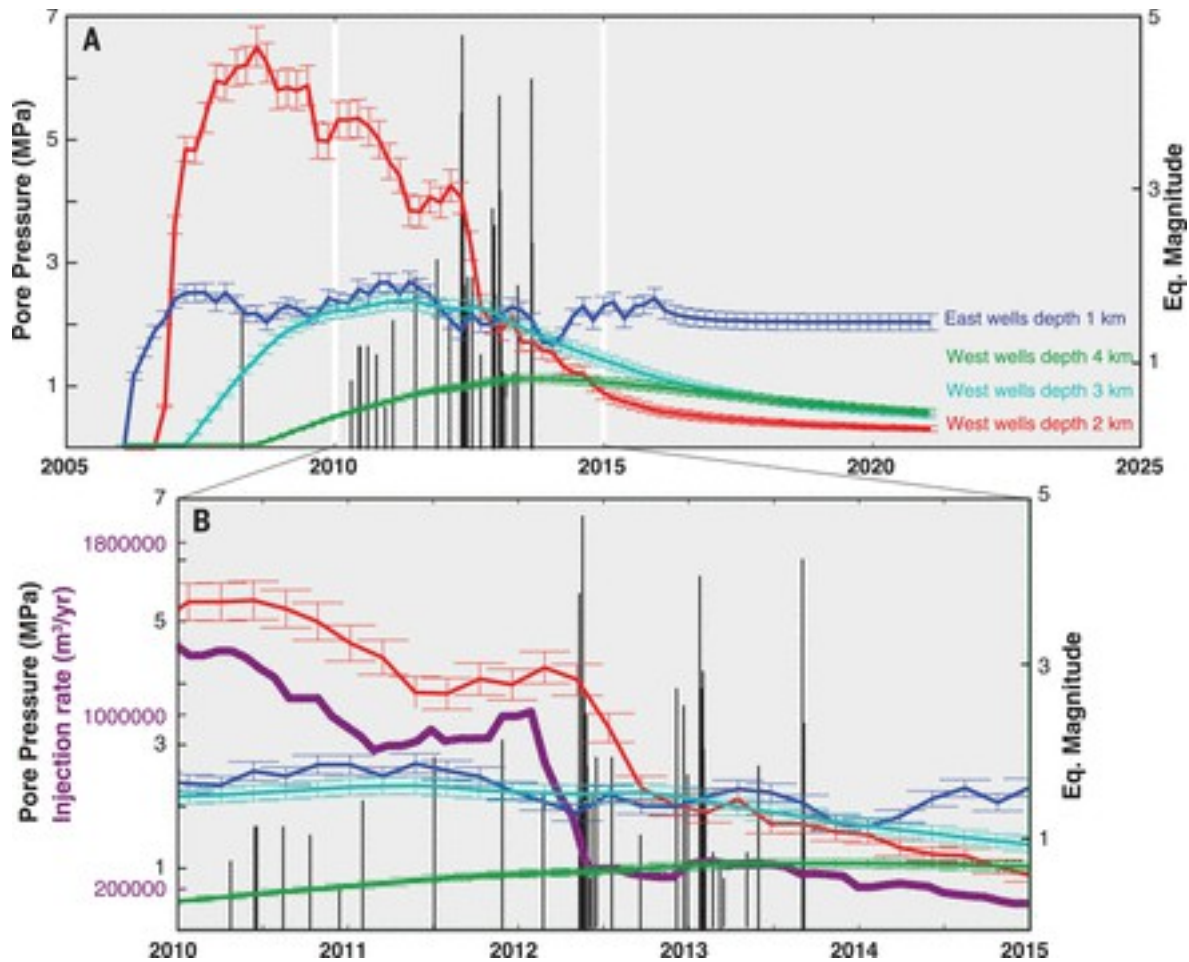 A
7
5
3
1
Pore Pressure (MPa)
5
3
1
Eq. Magnitude
East wells depth 1 km
West wells depth 4 km
West wells depth 3 km
West wells depth 2 km
2005
2010
2015
2020
2025
B
7
5
3
1
Pore Pressure (MPa)
Injection rate (m³/yr)
1800000
1000000
200000
5
3
1
Eq. Magnitude
2010
2011
2012
2013
2014
2015